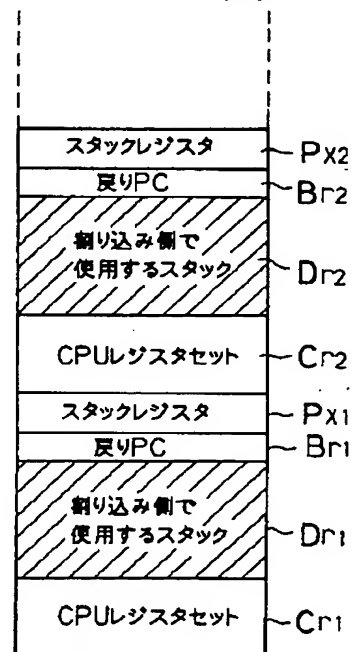 スタックレジスタ Px2
戻りPC Br2
割り込み側で
使用するスタック Dr2
CPUレジスタセット Cr2
スタックレジスタ Px1
戻りPC Br1
割り込み側で
使用するスタック Dr1
CPUレジスタセット Cr1